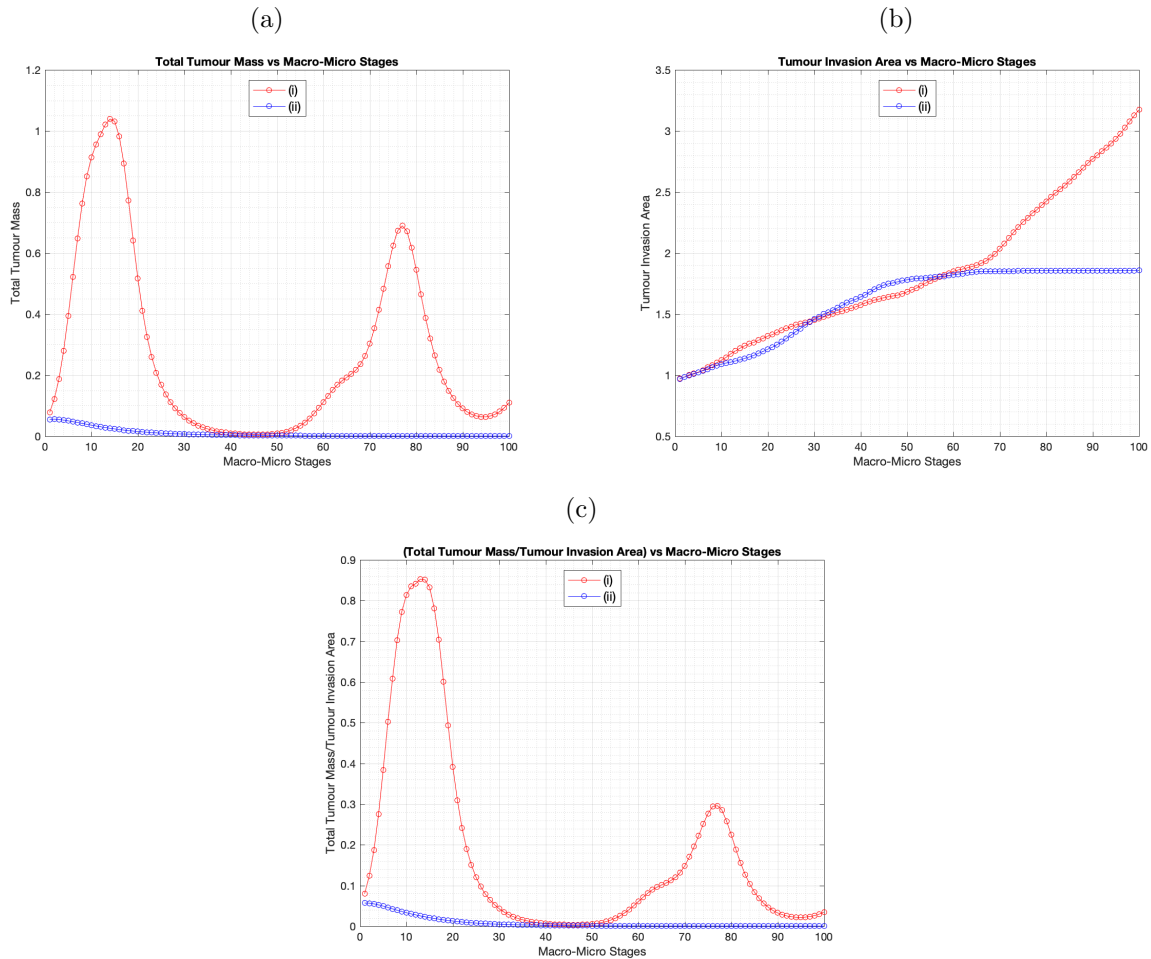 (a)
Total Tumour Mass vs Macro-Micro Stages
(i)
(ii)
1.2
1
0.8
0.6
0.4
0.2
0
Total Tumour Mass
0 10 20 30 40 50 60 70 80 90 100
Macro-Micro Stages
(b)
Tumour Invasion Area vs Macro-Micro Stages
(i)
(ii)
3.5
3
2.5
2
1.5
1
0.5
Tumour Invasion Area
0 10 20 30 40 50 60 70 80 90 100
Macro-Micro Stages
(c)
(Total Tumour Mass/Tumour Invasion Area) vs Macro-Micro Stages
(i)
(ii)
0.9
0.8
0.7
0.6
0.5
0.4
0.3
0.2
0.1
0
Total Tumour Mass/Tumour Invasion Area
0 10 20 30 40 50 60 70 80 90 100
Macro-Micro Stages